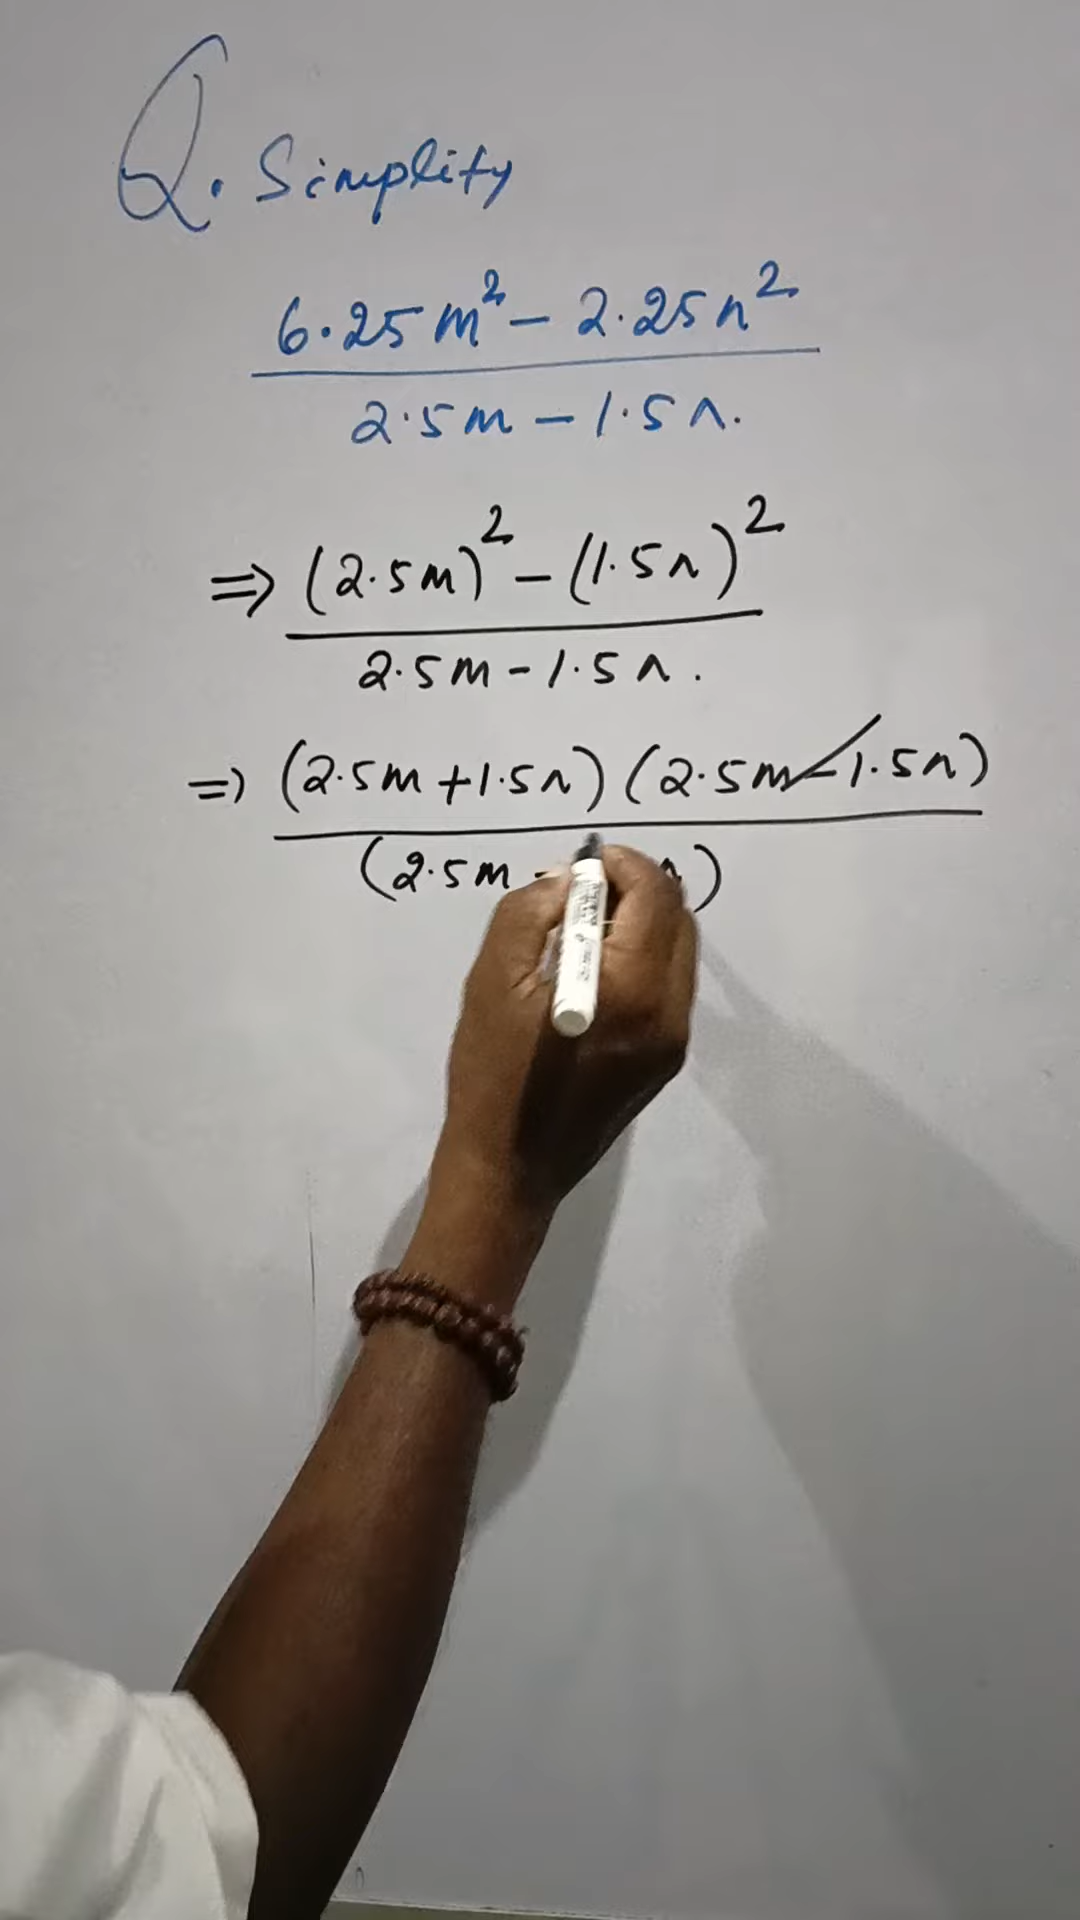 Q. Simplity
6.25m² - 2.25n²
2.5m - 1.5n.
⇒ (2.5m)² - (1.5n)²
2.5m - 1.5n.
⇒ (2.5m+1.5n) (2.5m-1.5n)
(2.5m - n)